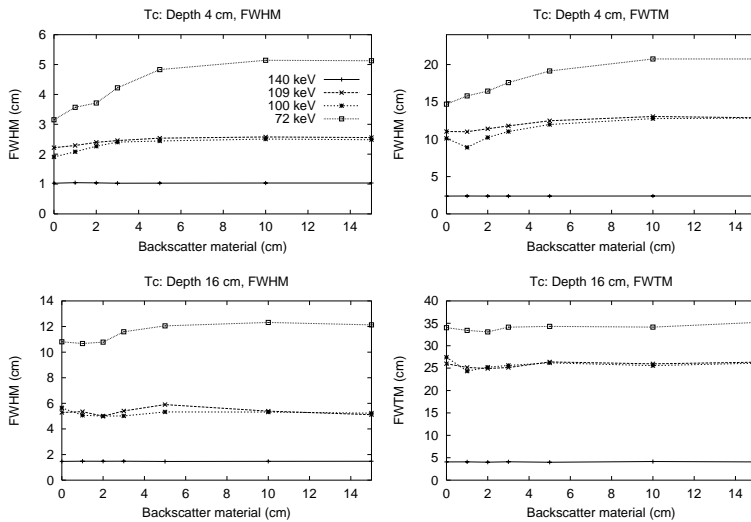 Tc: Depth 4 cm, FWHM
6
5
4
3
2
1
0
FWHM (cm)
140 keV
109 keV
100 keV
72 keV
0 2 4 6 8 10 12 14
Backscatter material (cm)
Tc: Depth 4 cm, FWTM
20
15
10
5
0
FWTM (cm)
0 2 4 6 8 10 12 14
Backscatter material (cm)
Tc: Depth 16 cm, FWHM
14
12
10
8
6
4
2
0
FWHM (cm)
0 2 4 6 8 10 12 14
Backscatter material (cm)
Tc: Depth 16 cm, FWTM
40
35
30
25
20
15
10
5
0
FWTM (cm)
0 2 4 6 8 10 12 14
Backscatter material (cm)